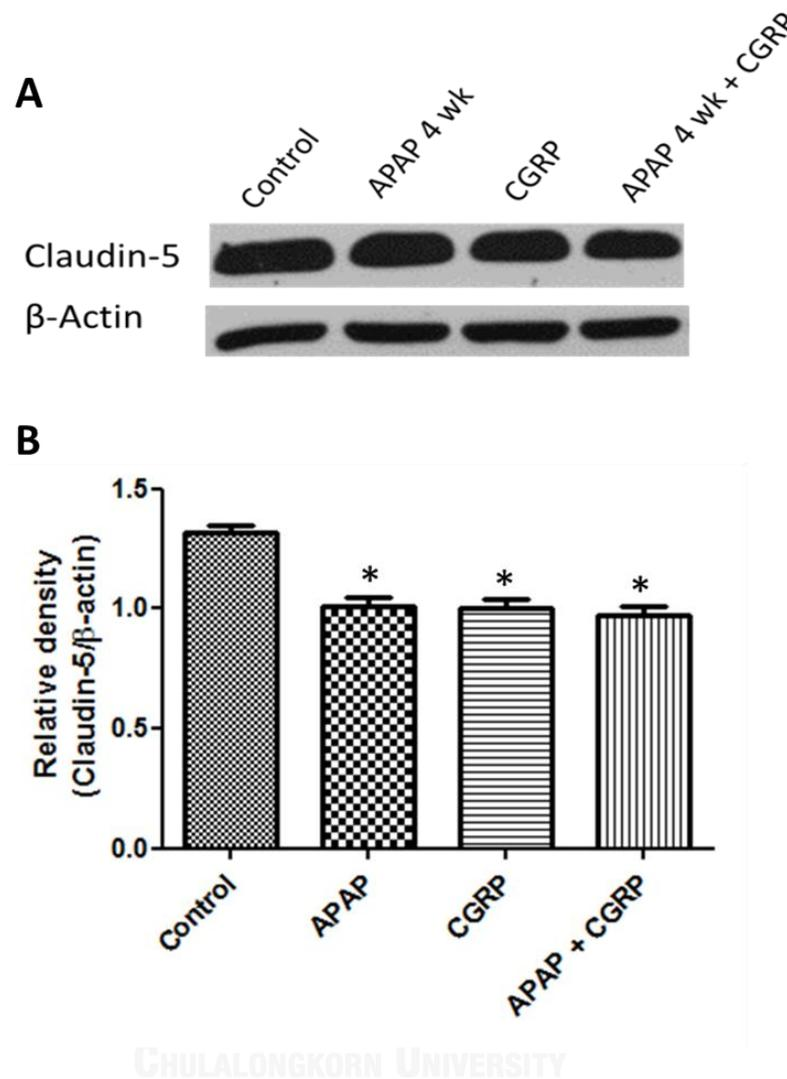 A
Control
APAP 4 wk
CGRP
APAP 4 wk + CGRP
Claudin-5
β-Actin
B
Relative density
(Claudin-5/β-actin)
1.5
1.0
0.5
0.0
*
*
*
Control
APAP
CGRP
APAP + CGRP
CHULALONGKORN UNIVERSITY